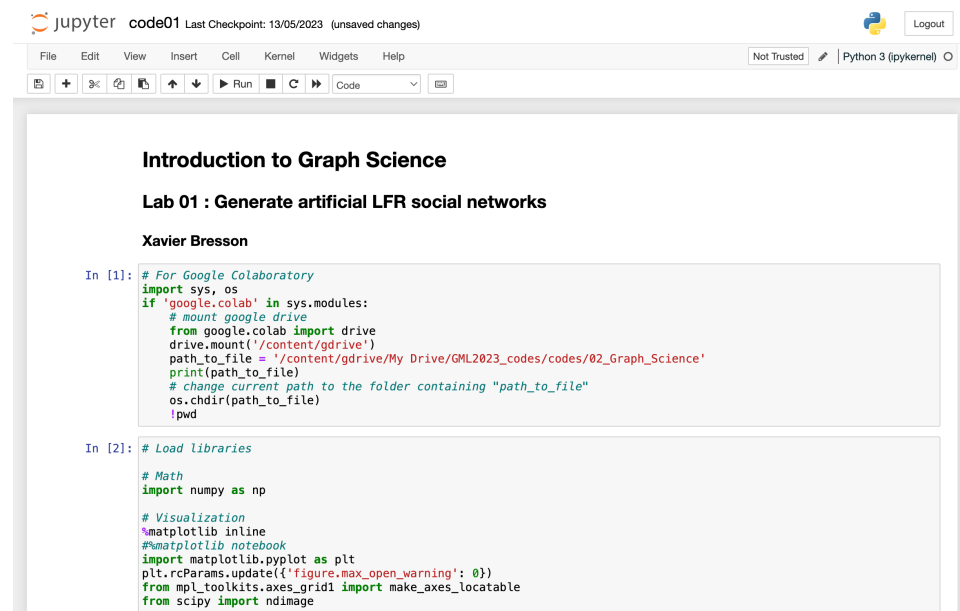 jupyter code01 Last Checkpoint: 13/05/2023 (unsaved changes) Logout
File Edit View Insert Cell Kernel Widgets Help Not Trusted Python 3 (ipykernel)
Run Code
Introduction to Graph Science
Lab 01 : Generate artificial LFR social networks
Xavier Bresson
In [1]: # For Google Colaboratory
import sys, os
if 'google.colab' in sys.modules:
    # mount google drive
    from google.colab import drive
    drive.mount('/content/gdrive')
    path_to_file = '/content/gdrive/My Drive/GML2023_codes/codes/02_Graph_Science'
    print(path_to_file)
    # change current path to the folder containing "path_to_file"
    os.chdir(path_to_file)
    !pwd
In [2]: # Load libraries
# Math
import numpy as np
# Visualization
%matplotlib inline
#%matplotlib notebook
import matplotlib.pyplot as plt
plt.rcParams.update({'figure.max_open_warning': 0})
from mpl_toolkits.axes_grid1 import make_axes_locatable
from scipy import ndimage